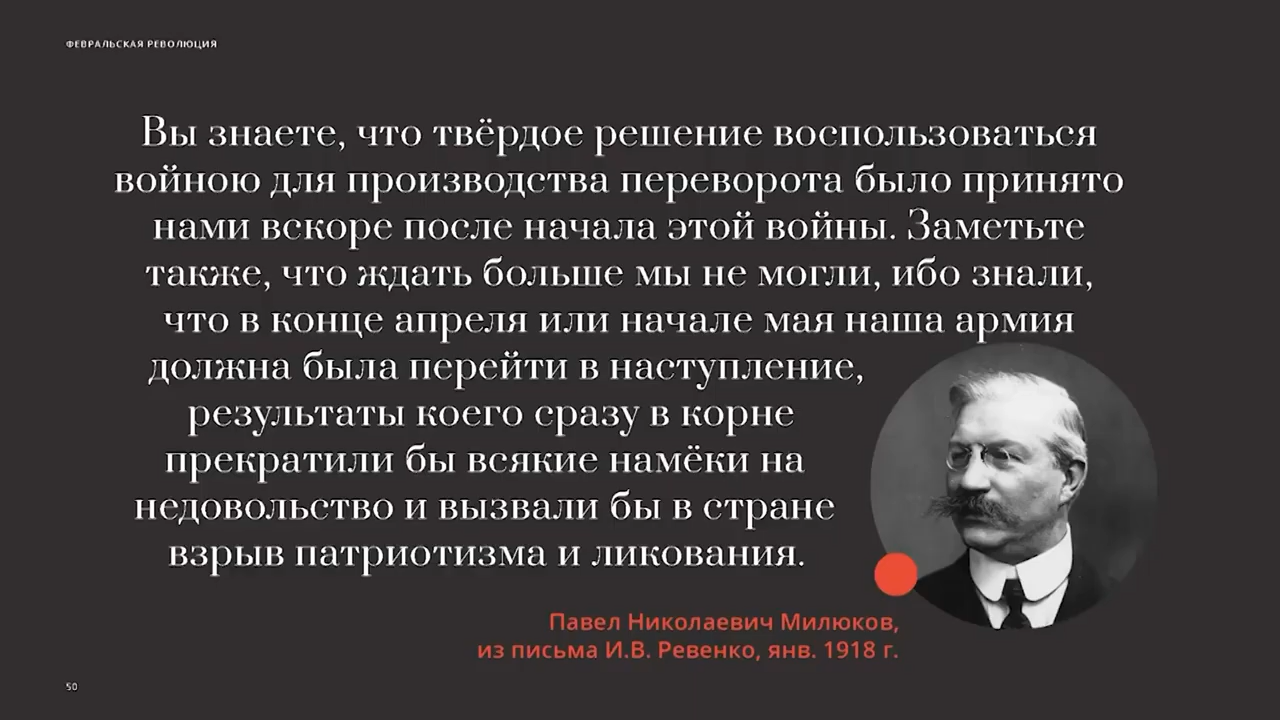 ФЕВРАЛЬСКАЯ РЕВОЛЮЦИЯ
Вы знаете, что твёрдое решение воспользоваться
войною для производства переворота было принято
нами вскоре после начала этой войны. Заметьте
также, что ждать больше мы не могли, ибо знали,
что в конце апреля или начале мая наша армия
должна была перейти в наступление,
результаты коего сразу в корне
прекратили бы всякие намёки на
недовольство и вызвали бы в стране
взрыв патриотизма и ликования.
Павел Николаевич Милюков,
из письма И.В. Ревенко, янв. 1918 г.
50